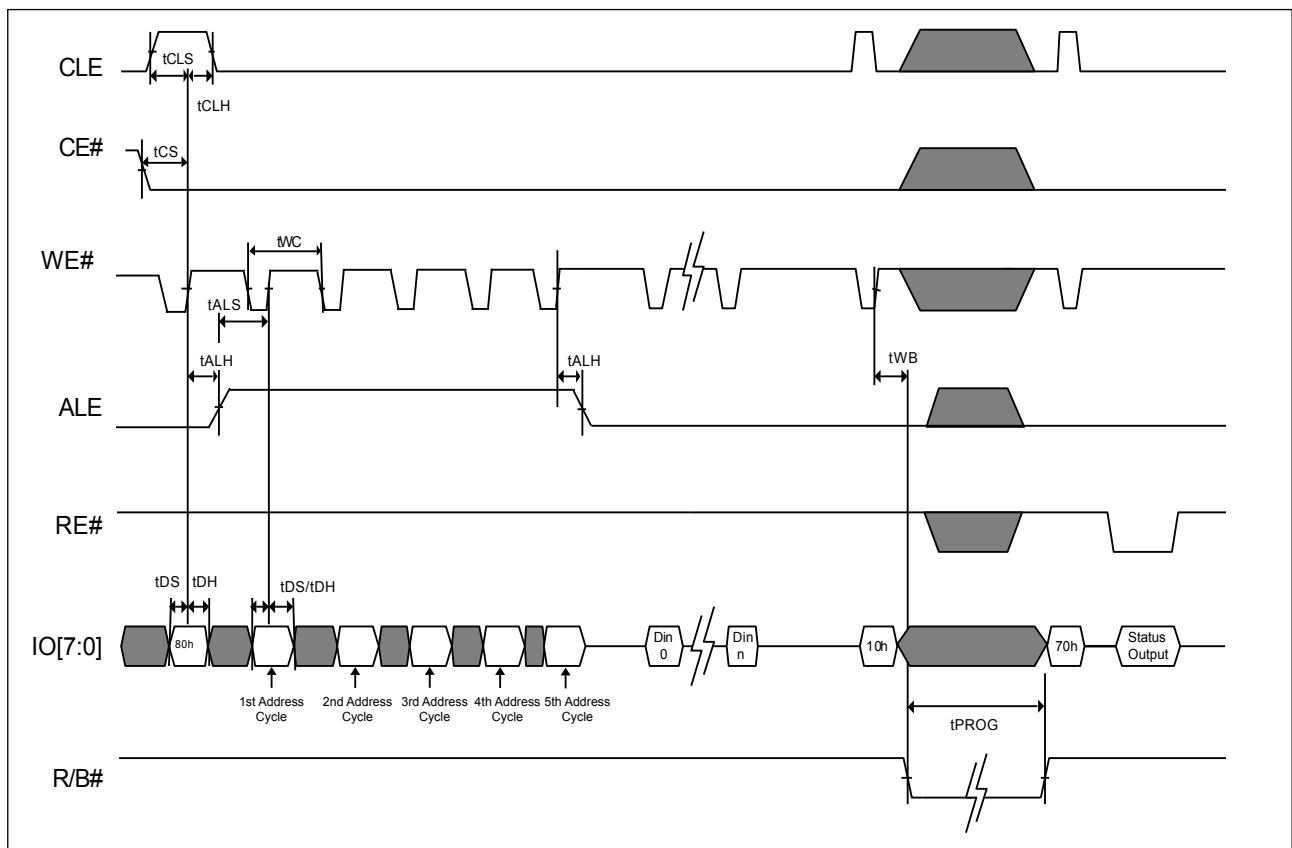 CLE
tCLS
tCLH
CE#
tCS
WE#
tWC
tALS
tALH
tALH
tWB
ALE
RE#
tDS
tDH
tDS/tDH
IO[7:0]
80h
Din
0
Din
n
10h
70h
Status
Output
1st Address
Cycle
2nd Address
Cycle
3rd Address
Cycle
4th Address
Cycle
5th Address
Cycle
tPROG
R/B#